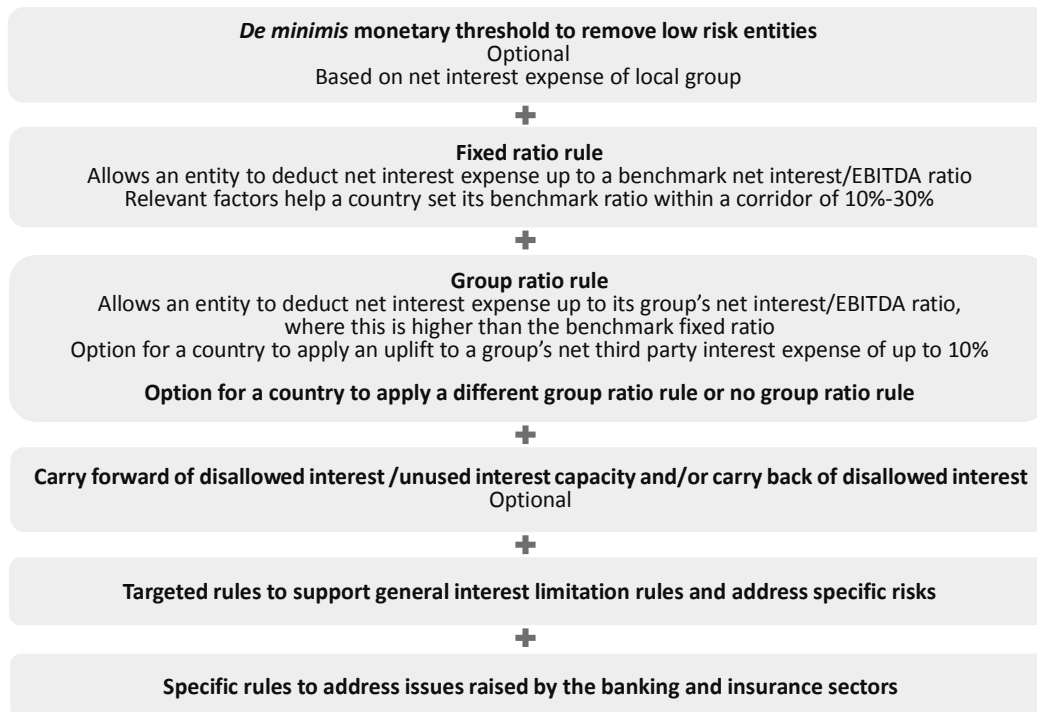 De minimis monetary threshold to remove low risk entities
Optional
Based on net interest expense of local group
+
Fixed ratio rule
Allows an entity to deduct net interest expense up to a benchmark net interest/EBITDA ratio
Relevant factors help a country set its benchmark ratio within a corridor of 10%-30%
+
Group ratio rule
Allows an entity to deduct net interest expense up to its group's net interest/EBITDA ratio,
where this is higher than the benchmark fixed ratio
Option for a country to apply an uplift to a group's net third party interest expense of up to 10%
Option for a country to apply a different group ratio rule or no group ratio rule
+
Carry forward of disallowed interest /unused interest capacity and/or carry back of disallowed interest
Optional
+
Targeted rules to support general interest limitation rules and address specific risks
+
Specific rules to address issues raised by the banking and insurance sectors